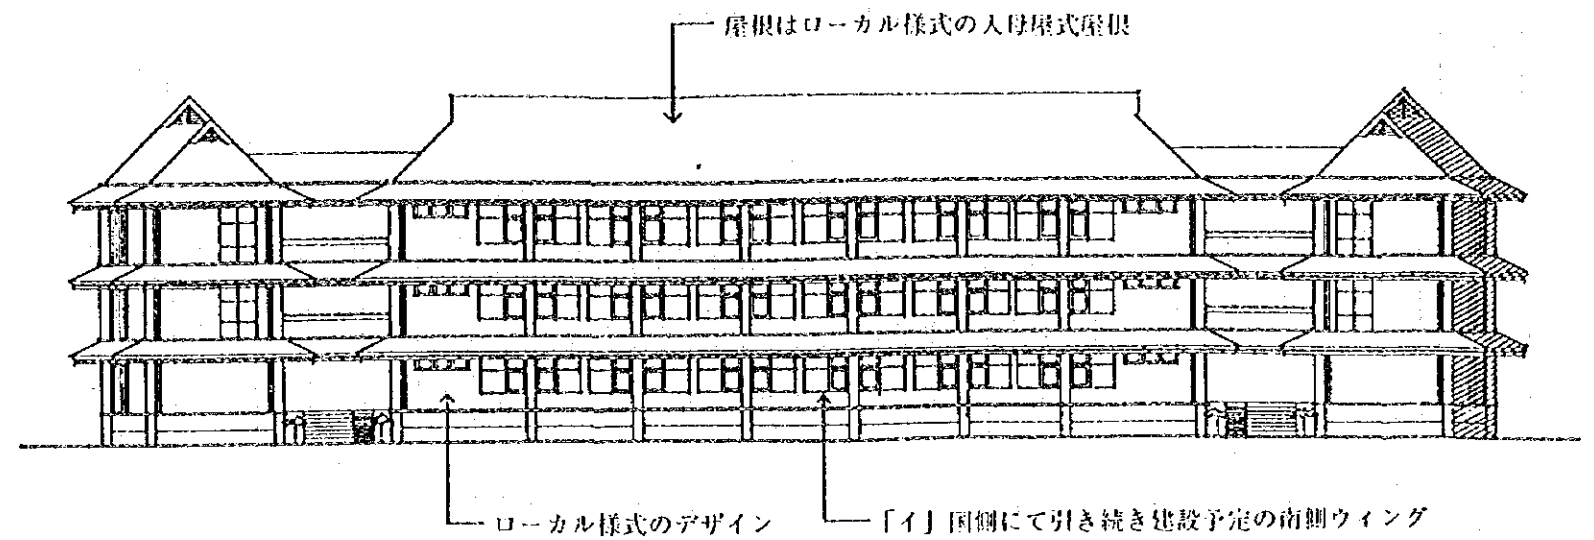 屋根はローカル様式の入母屋式屋根
ローカル様式のデザイン
「イ」国側にて引き続き建設予定の南側ウィング